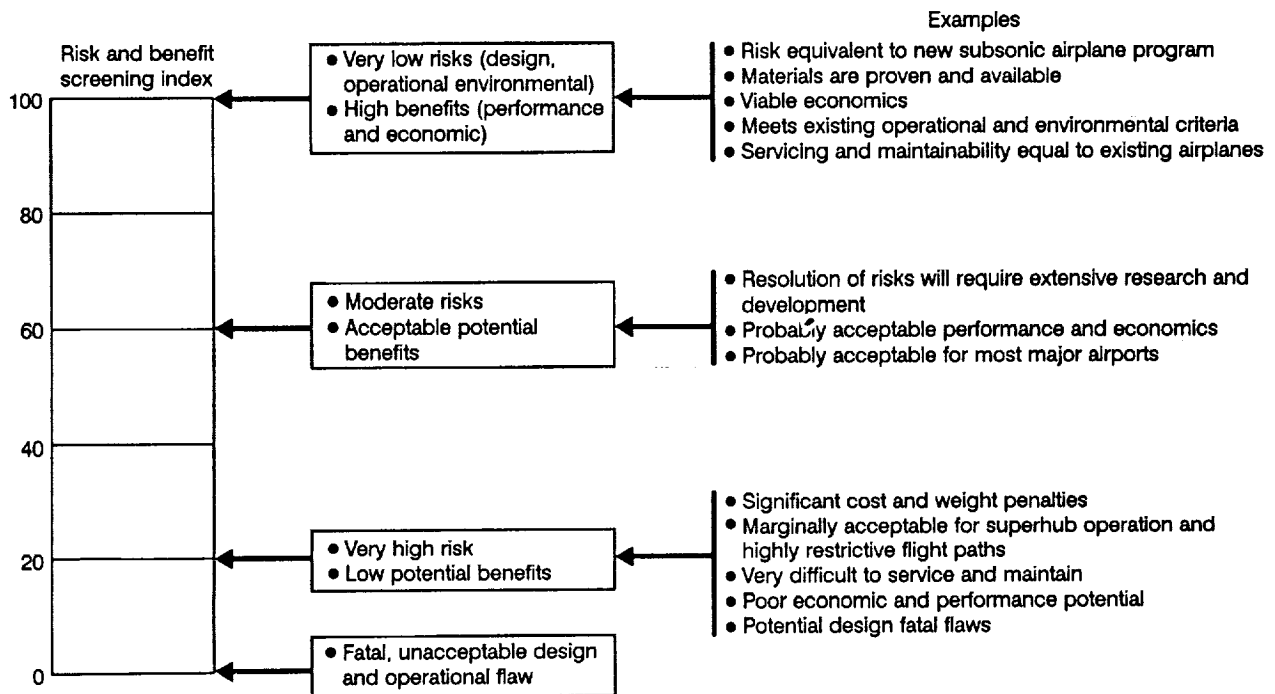 Examples
Risk and benefit
screening index
100
80
60
40
20
0
● Very low risks (design,
operational environmental)
● High benefits (performance
and economic)
● Risk equivalent to new subsonic airplane program
● Materials are proven and available
● Viable economics
● Meets existing operational and environmental criteria
● Servicing and maintainability equal to existing airplanes
● Moderate risks
● Acceptable potential
benefits
● Resolution of risks will require extensive research and
development
● Probably acceptable performance and economics
● Probably acceptable for most major airports
● Very high risk
● Low potential benefits
● Significant cost and weight penalties
● Marginally acceptable for superhub operation and
highly restrictive flight paths
● Very difficult to service and maintain
● Poor economic and performance potential
● Potential design fatal flaws
● Fatal, unacceptable design
and operational flaw